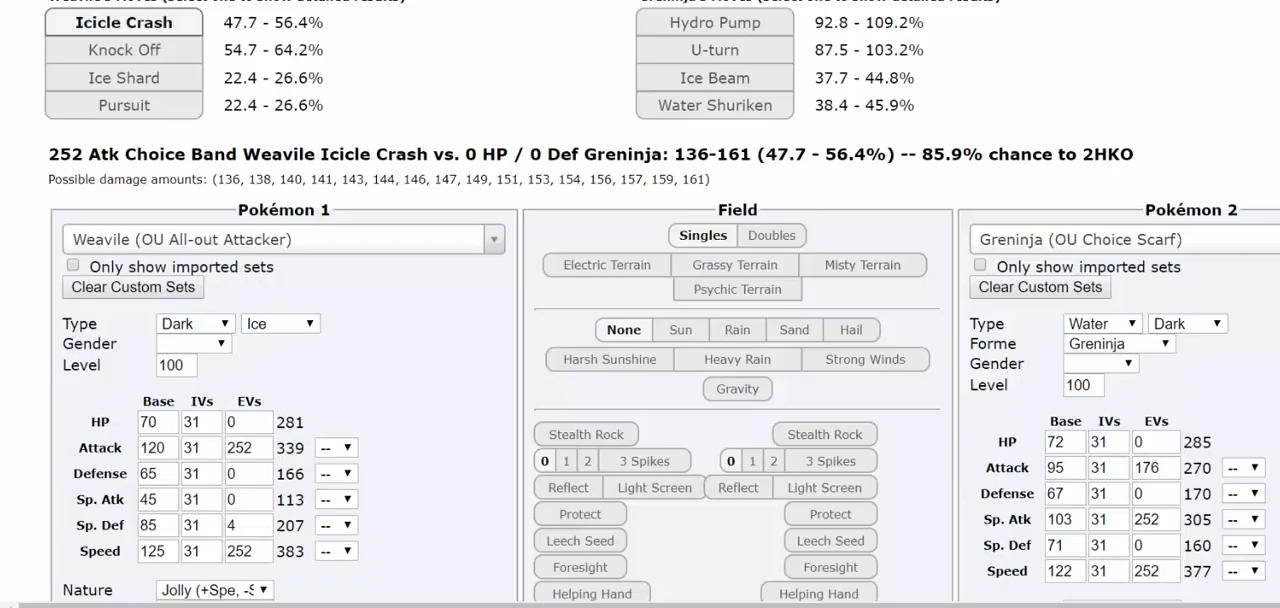 Icicle Crash 47.7 - 56.4% Hydro Pump 92.8 - 109.2%
Knock Off 54.7 - 64.2% U-turn 87.5 - 103.2%
Ice Shard 22.4 - 26.6% Ice Beam 37.7 - 44.8%
Pursuit 22.4 - 26.6% Water Shuriken 38.4 - 45.9%
252 Atk Choice Band Weavile Icicle Crash vs. 0 HP / 0 Def Greninja: 136-161 (47.7 - 56.4%) -- 85.9% chance to 2HKO
Possible damage amounts: (136, 138, 140, 141, 143, 144, 146, 147, 149, 151, 153, 154, 156, 157, 159, 161)
Pokémon 1
Weavile (OU All-out Attacker)
Only show imported sets
Clear Custom Sets
Type Dark Ice
Gender
Level 100
Base IVs EVs
HP 70 31 0 281
Attack 120 31 252 339 --
Defense 65 31 0 166 --
Sp. Atk 45 31 0 113 --
Sp. Def 85 31 4 207 --
Speed 125 31 252 383 --
Nature Jolly (+Spe, -S
Field
Singles Doubles
Electric Terrain Grassy Terrain Misty Terrain
Psychic Terrain
None Sun Rain Sand Hail
Harsh Sunshine Heavy Rain Strong Winds
Gravity
Stealth Rock Stealth Rock
0 1 2 3 Spikes 0 1 2 3 Spikes
Reflect Light Screen Reflect Light Screen
Protect Protect
Leech Seed Leech Seed
Foresight Foresight
Helping Hand Helping Hand
Pokémon 2
Greninja (OU Choice Scarf)
Only show imported sets
Clear Custom Sets
Type Water Dark
Forme Greninja
Gender
Level 100
Base IVs EVs
HP 72 31 0 285
Attack 95 31 176 270 --
Defense 67 31 0 170 --
Sp. Atk 103 31 252 305 --
Sp. Def 71 31 0 160 --
Speed 122 31 252 377 --